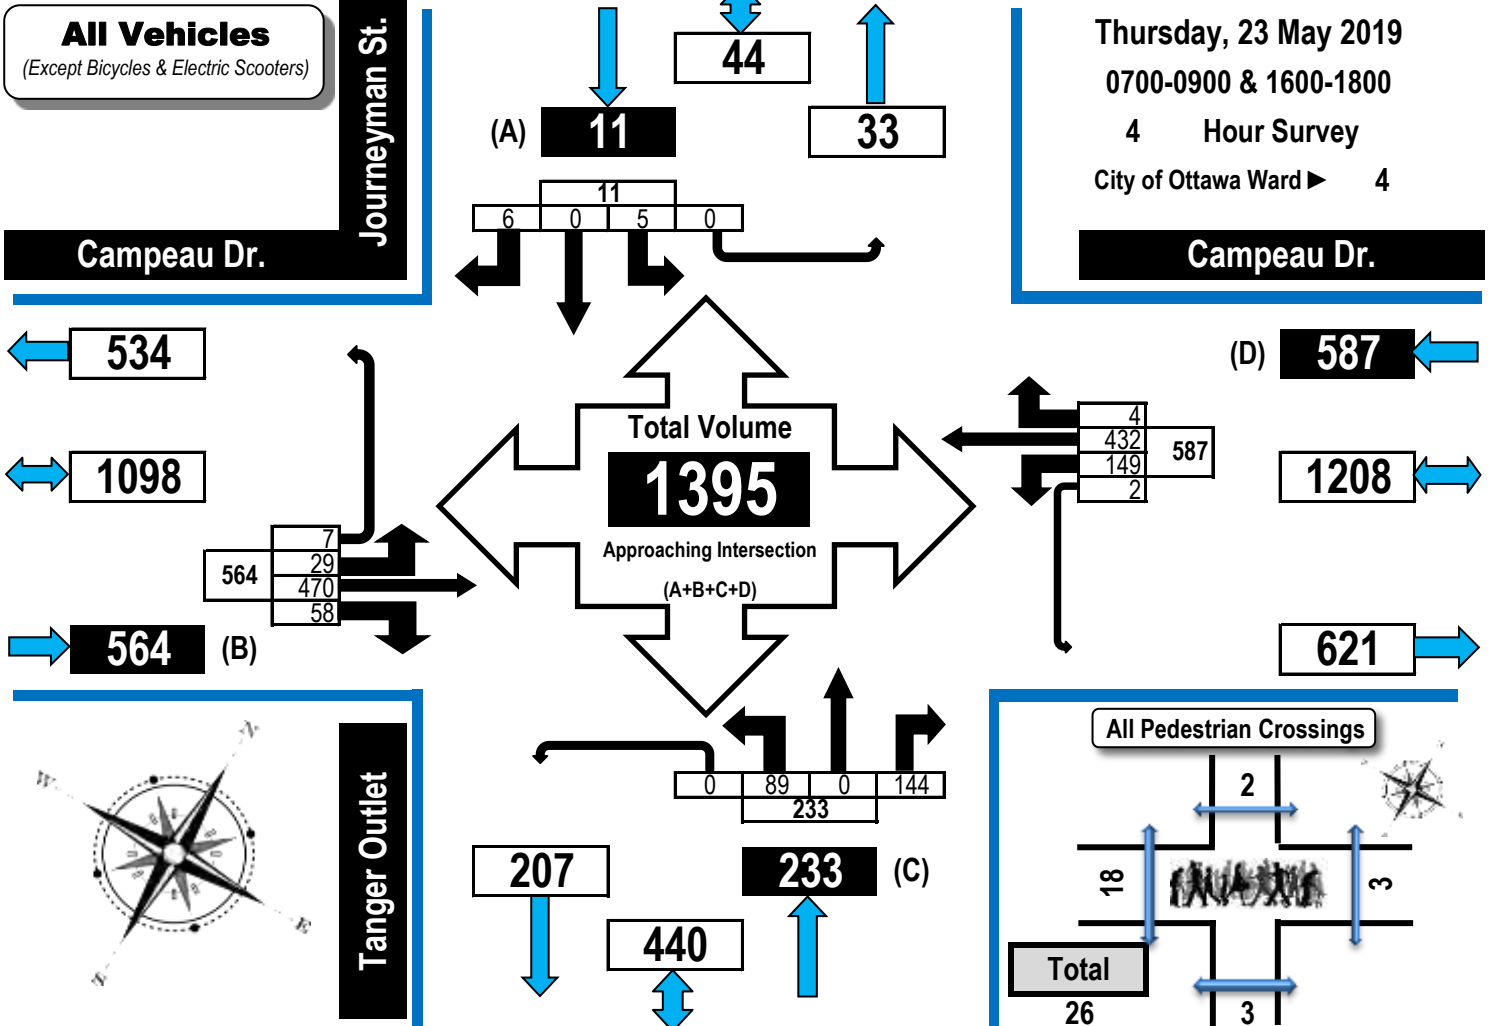 All Vehicles
(Except Bicycles & Electric Scooters)
Journeyman St.
Campeau Dr.
44
(A) 11
33
11
6 0 5 0
Thursday, 23 May 2019
0700-0900 & 1600-1800
4 Hour Survey
City of Ottawa Ward ► 4
Campeau Dr.
534
1098
7
29
470
58
564
564 (B)
Total Volume
1395
Approaching Intersection
(A+B+C+D)
(D) 587
4
432
149
2
587
1208
621
N
W
E
S
Tanger Outlet
0 89 0 144
233
207
233 (C)
440
All Pedestrian Crossings
2
18
3
Total
26
3